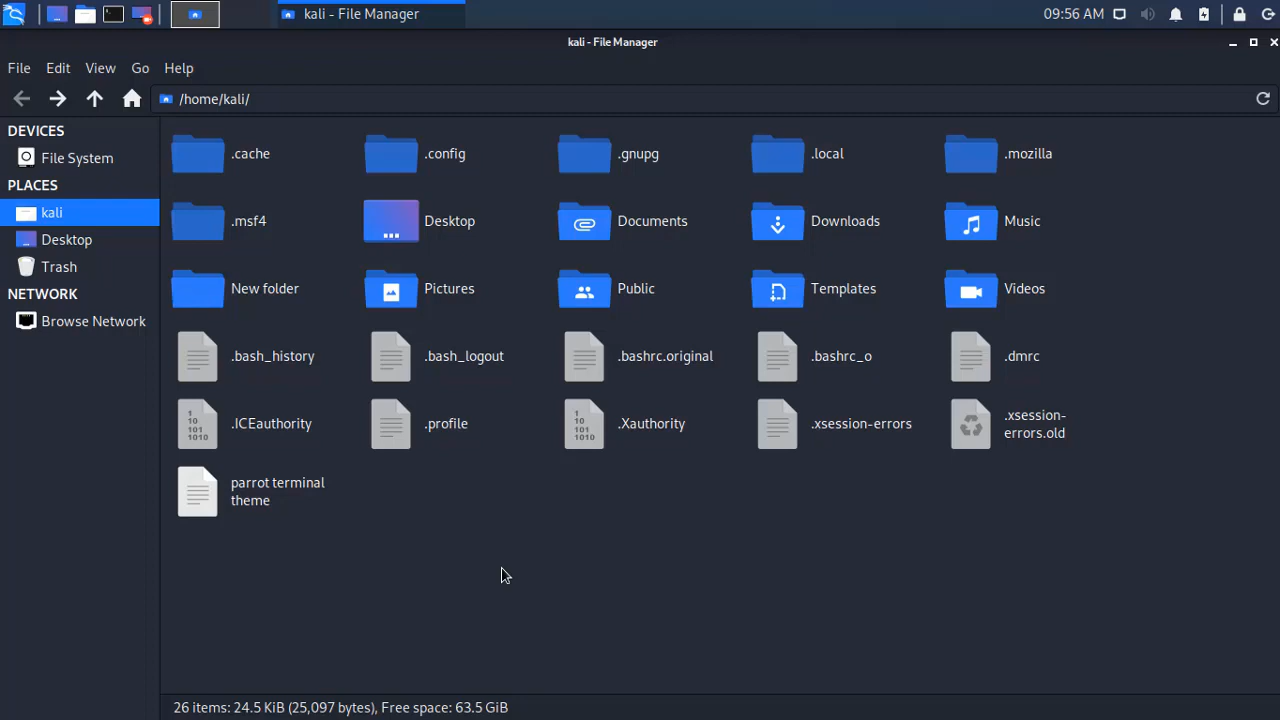 kali - File Manager
09:56 AM
kali - File Manager
File Edit View Go Help
/home/kali/
DEVICES
File System
PLACES
kali
Desktop
Trash
NETWORK
Browse Network
.cache
.config
.gnupg
.local
.mozilla
.msf4
Desktop
Documents
Downloads
Music
New folder
Pictures
Public
Templates
Videos
.bash_history
.bash_logout
.bashrc.original
.bashrc_o
.dmrc
.ICEauthority
.profile
.Xauthority
.xsession-errors
.xsession-
errors.old
parrot terminal
theme
26 items: 24.5 KiB (25,097 bytes), Free space: 63.5 GiB